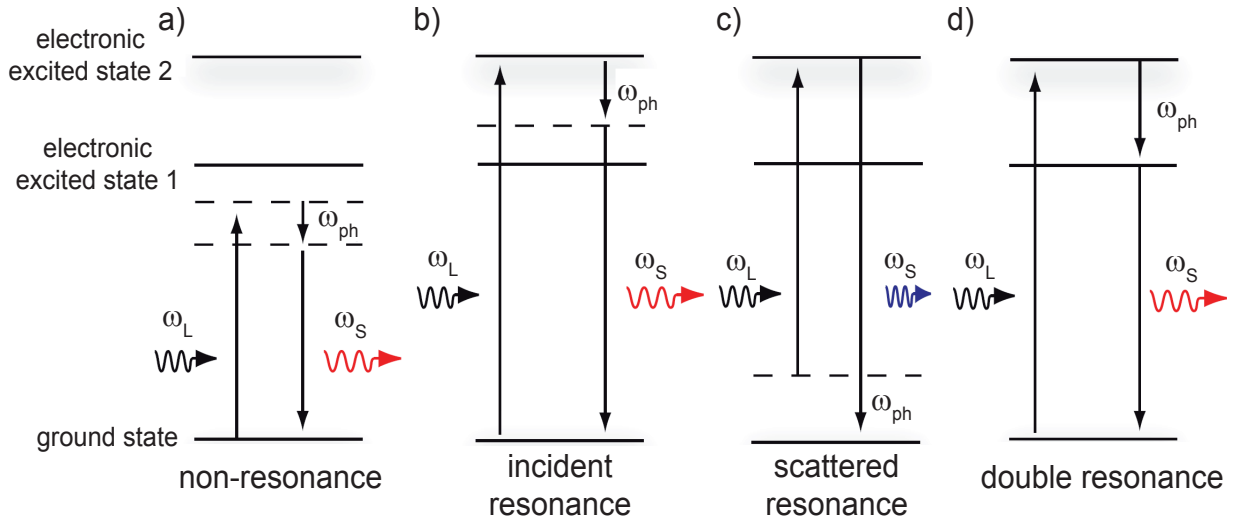 a)
b)
c)
d)
electronic
excited state 2
electronic
excited state 1
ground state
ω_ph
ω_L
ω_S
non-resonance
ω_ph
ω_L
ω_S
incident
resonance
ω_L
ω_S
ω_ph
scattered
resonance
ω_ph
ω_L
ω_S
double resonance